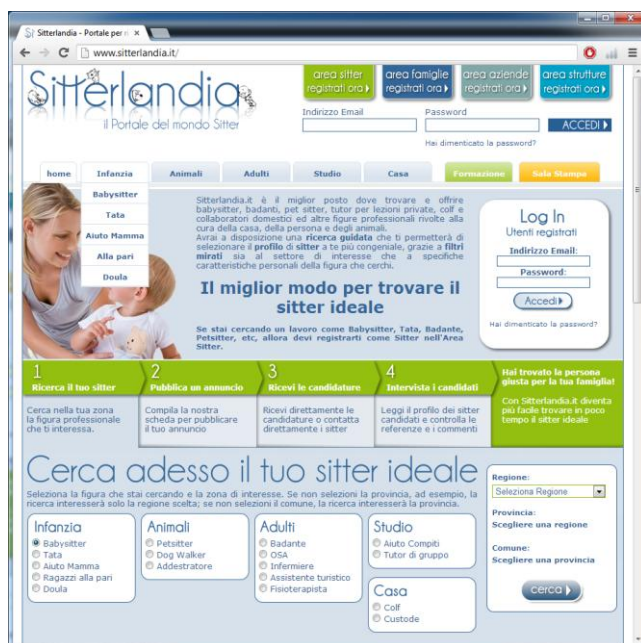 Sitterlandia - Portale per n
www.sitterlandia.it/
Sitterlandia
il Portale del mondo Sitter
area sitter
registrati ora
area famiglie
registrati ora
area aziende
registrati ora
area strutture
registrati ora
Indirizzo Email
Password
ACCEDI
Hai dimenticato la password?
home
Infanzia
Animali
Adulti
Studio
Casa
Formazione
Sala Stampa
Babysitter
Tata
Aiuto Mamma
Alla pari
Doula
Sitterlandia.it è il miglior posto dove trovare e offrire
babysitter, badanti, pet sitter, tutor per lezioni private, colf e
collaboratori domestici ed altre figure professionali rivolte alla
cura della casa, della persona e degli animali.
Avrai a disposizione una ricerca guidata che ti permetterà di
selezionare il profilo di sitter a te più congeniale, grazie a filtri
mirati sia al settore di interesse che a specifiche
caratteristiche personali della figura che cerchi.
Il miglior modo per trovare il
sitter ideale
Se stai cercando un lavoro come Babysitter, Tata, Badante,
Petsitter, etc, allora devi registrarti come Sitter nell'Area
Sitter.
Log In
Utenti registrati
Indirizzo Email:
Password:
Accedi
Hai dimenticato la password?
1
Ricerca il tuo sitter
Cerca nella tua zona
la figura professionale
che ti interessa.
2
Pubblica un annuncio
Compila la nostra
scheda per pubblicare
il tuo annuncio
3
Ricevi le candidature
Ricevi direttamente le
candidature o contatta
direttamente i sitter
4
Intervista i candidati
Leggi il profilo dei sitter
candidati e controlla le
referenze e i commenti
Hai trovato la persona
giusta per la tua famiglia!
Con Sitterlandia.it diventa
più facile trovare in poco
tempo il sitter ideale
Cerca adesso il tuo sitter ideale
Seleziona la figura che stai cercando e la zona di interesse. Se non selezioni la provincia, ad esempio, la
ricerca interesserà solo la regione scelta; se non selezioni il comune, la ricerca interesserà la provincia.
Infanzia
Babysitter
Tata
Aiuto Mamma
Ragazzi alla pari
Doula
Animali
Petsitter
Dog Walker
Addestratore
Adulti
Badante
OSA
Infermiere
Assistente turistico
Fisioterapista
Studio
Aiuto Compiti
Tutor di gruppo
Casa
Colf
Custode
Regione:
Seleziona Regione
Provincia:
Scegliere una regione
Comune:
Scegliere una provincia
cerca